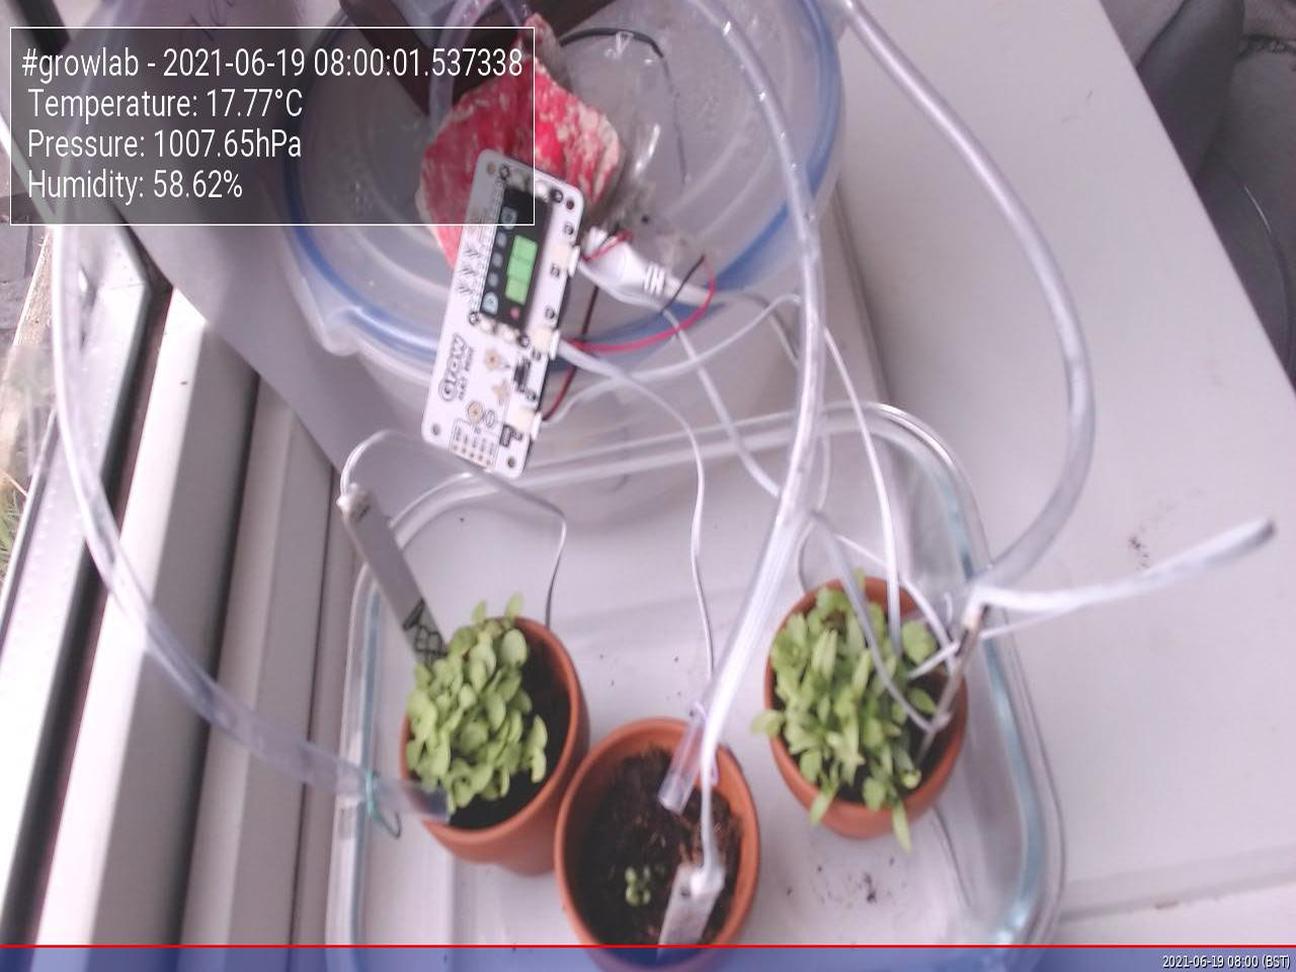 #growlab - 2021-06-19 08:00:01.537338
Temperature: 17.77°C
Pressure: 1007.65hPa
Humidity: 58.62%
GROW
2021-06-19 08:00 (BST)